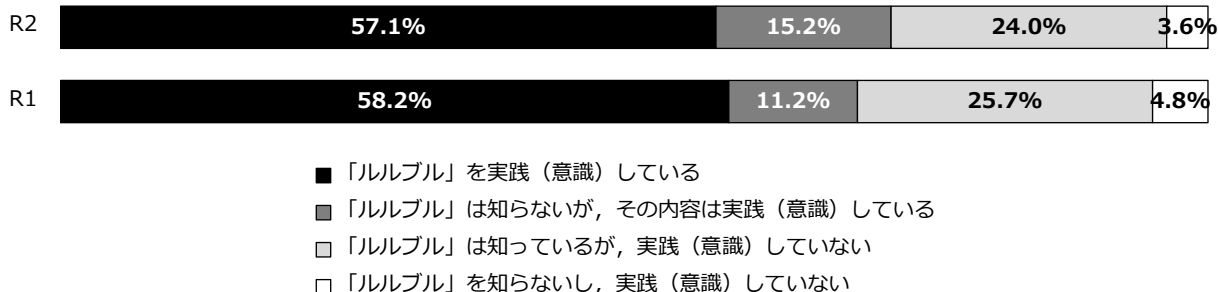 R2 57.1% 15.2% 24.0% 3.6%
R1 58.2% 11.2% 25.7% 4.8%
「ルルブル」を実践（意識）している
「ルルブル」は知らないが，その内容は実践（意識）している
「ルルブル」は知っているが，実践（意識）していない
「ルルブル」を知らないし，実践（意識）していない